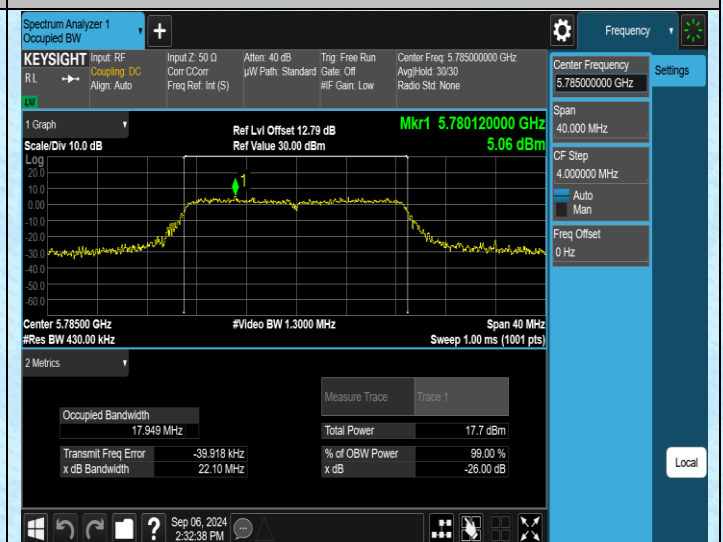 Spectrum Analyzer 1
Occupied BW
Frequency
KEYSIGHT
R L
LXI
Input: RF
Coupling: DC
Align: Auto
Input Z: 50 Ω
Corr CCorr
Freq Ref: Int (S)
Atten: 40 dB
µW Path: Standard
Trig: Free Run
Gate: Off
#IF Gain: Low
Center Freq: 5.785000000 GHz
Avg|Hold: 30/30
Radio Std: None
Center Frequency
5.785000000 GHz
Settings
Span
40.000 MHz
CF Step
4.000000 MHz
Auto
Man
Freq Offset
0 Hz
1 Graph
Scale/Div 10.0 dB
Ref Lvl Offset 12.79 dB
Ref Value 30.00 dBm
Mkr1 5.780120000 GHz
5.06 dBm
Log
20.0
10.0
0.00
-10.0
-20.0
-30.0
-40.0
-50.0
-60.0
1
Center 5.78500 GHz
#Video BW 1.3000 MHz
Span 40 MHz
#Res BW 430.00 kHz
Sweep 1.00 ms (1001 pts)
2 Metrics
Measure Trace
Trace 1
Occupied Bandwidth
17.949 MHz
Total Power
17.7 dBm
Transmit Freq Error
-39.918 kHz
% of OBW Power
99.00 %
x dB Bandwidth
22.10 MHz
x dB
-26.00 dB
Local
Sep 06, 2024
2:32:38 PM